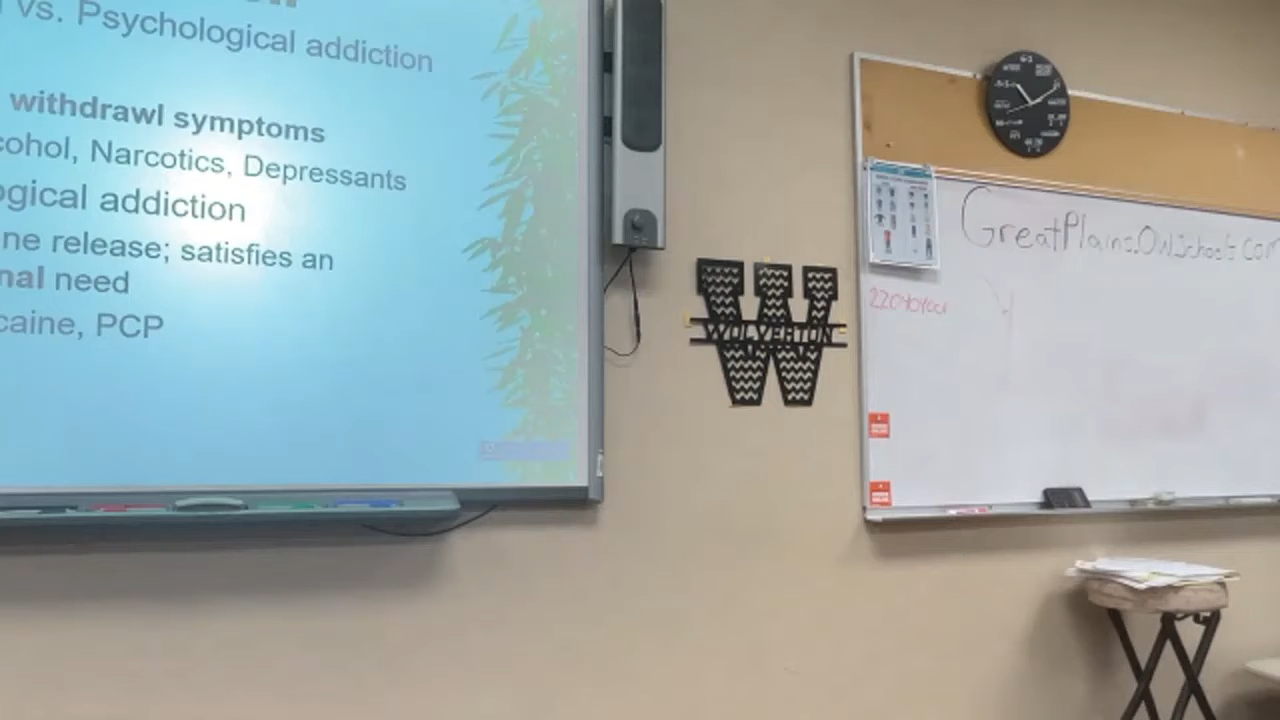 vs. Psychological addiction
withdrawl symptoms
cohol, Narcotics, Depressants
ogical addiction
ne release; satisfies an
nal need
caine, PCP
WOLVERTON
GreatPlains.OwlSchools.com